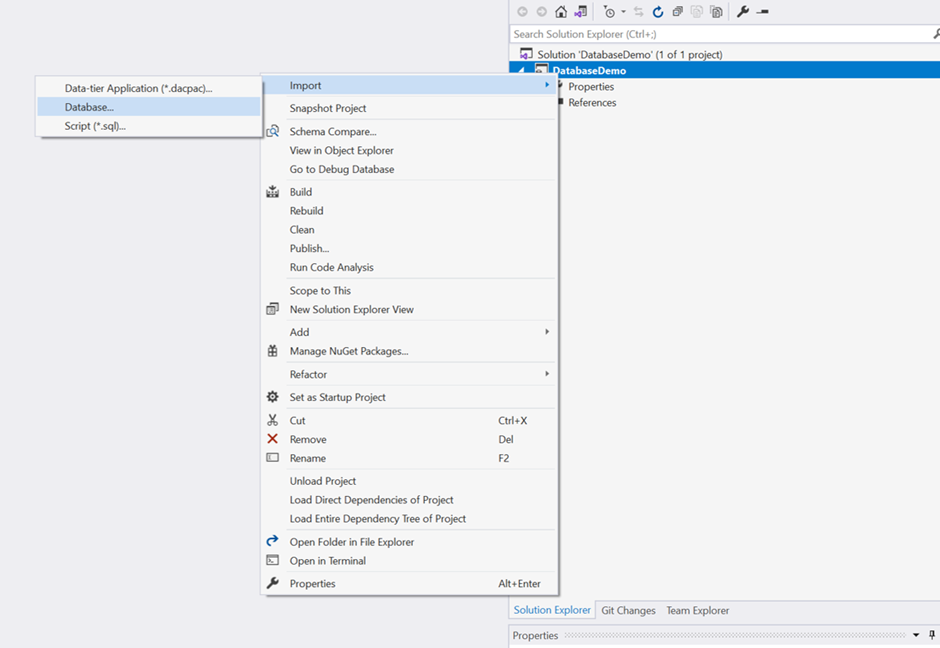 Search Solution Explorer (Ctrl+;)
Solution 'DatabaseDemo' (1 of 1 project)
DatabaseDemo
Properties
References
Data-tier Application (*.dacpac)...
Database...
Script (*.sql)...
Import
Snapshot Project
Schema Compare...
View in Object Explorer
Go to Debug Database
Build
Rebuild
Clean
Publish...
Run Code Analysis
Scope to This
New Solution Explorer View
Add
Manage NuGet Packages...
Refactor
Set as Startup Project
Cut Ctrl+X
Remove Del
Rename F2
Unload Project
Load Direct Dependencies of Project
Load Entire Dependency Tree of Project
Open Folder in File Explorer
Open in Terminal
Properties Alt+Enter
Solution Explorer Git Changes Team Explorer
Properties